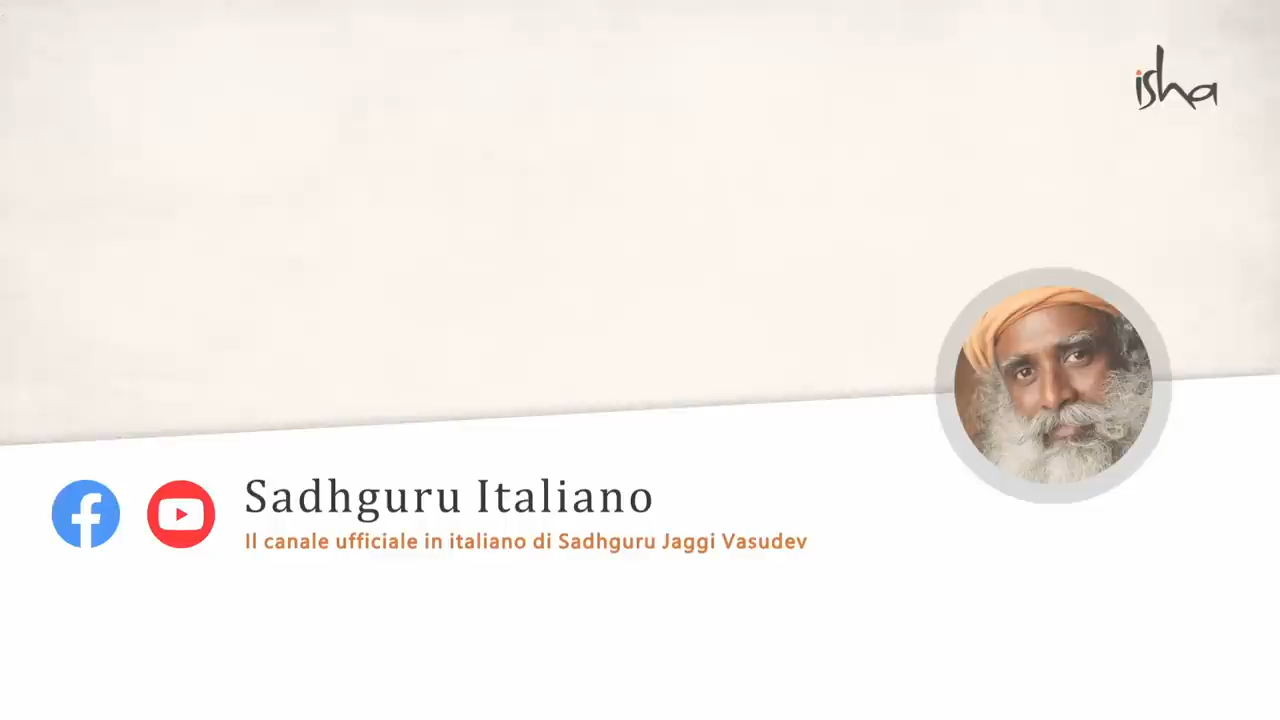 isha
Sadhguru Italiano
Il canale ufficiale in italiano di Sadhguru Jaggi Vasudev